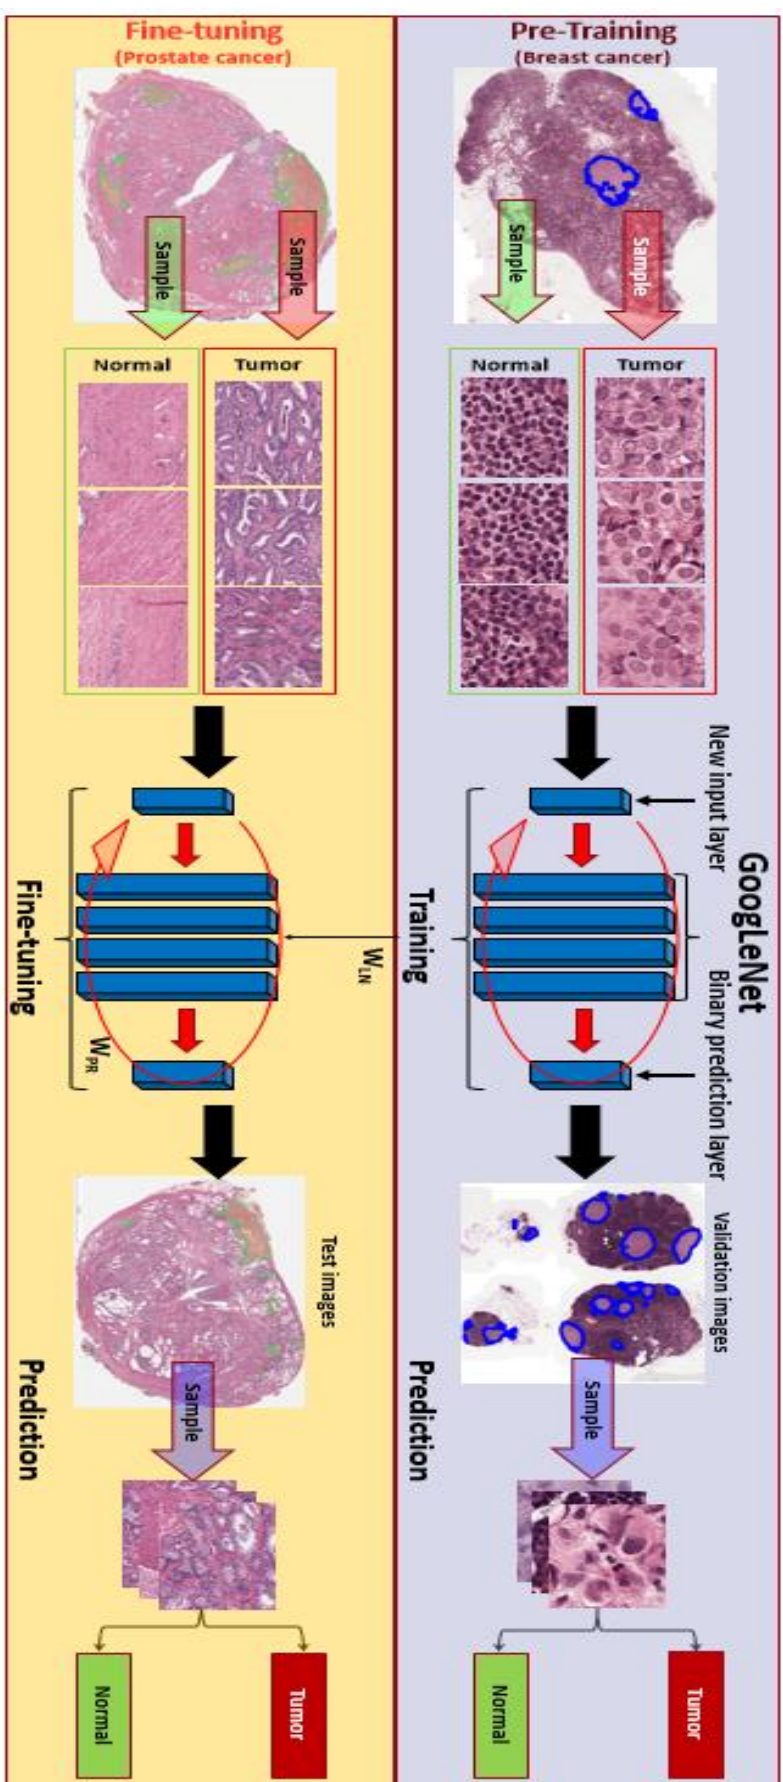 Pre-Training
(Breast cancer)
Sample
Sample
Tumor
Normal
GoogLeNet
New input layer
Binary prediction layer
Training
Validation images
Sample
Prediction
Tumor
Normal
W_LN
Fine-tuning
(Prostate cancer)
Sample
Sample
Tumor
Normal
W_PR
Fine-tuning
Test images
Sample
Prediction
Tumor
Normal